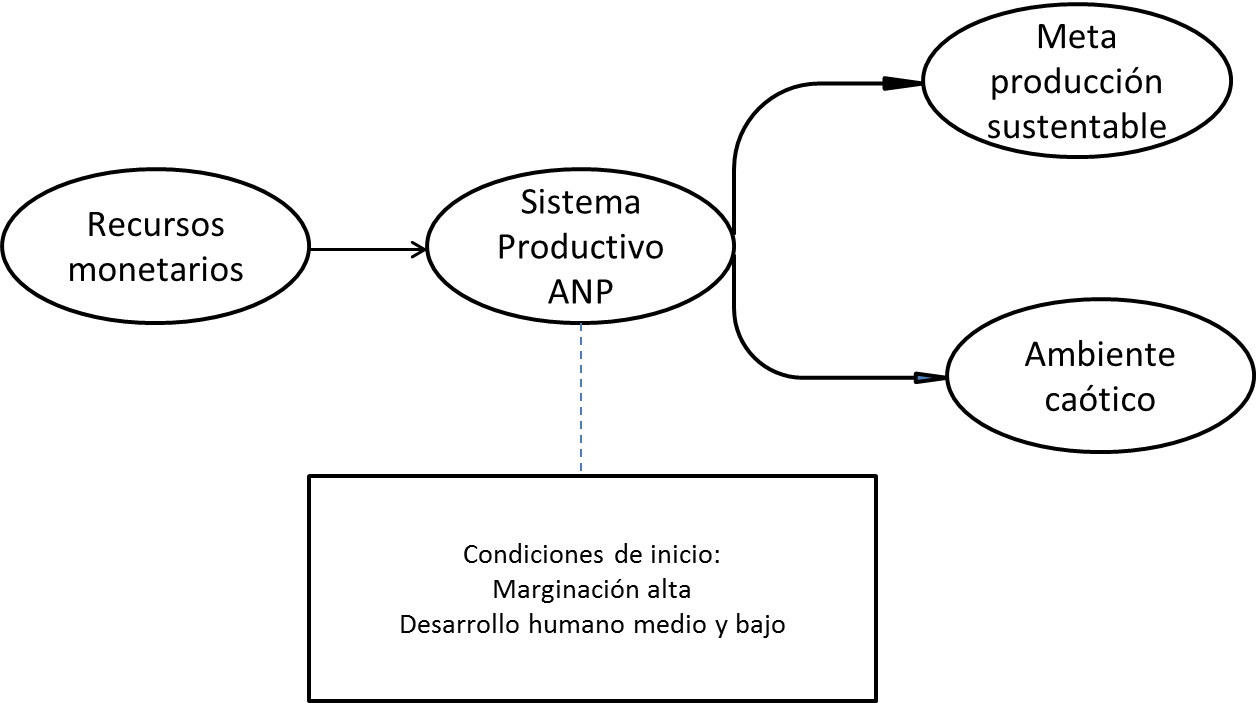 Recursos
monetarios
Sistema
Productivo
ANP
Meta
producción
sustentable
Ambiente
caótico
Condiciones de inicio:
Marginación alta
Desarrollo humano medio y bajo